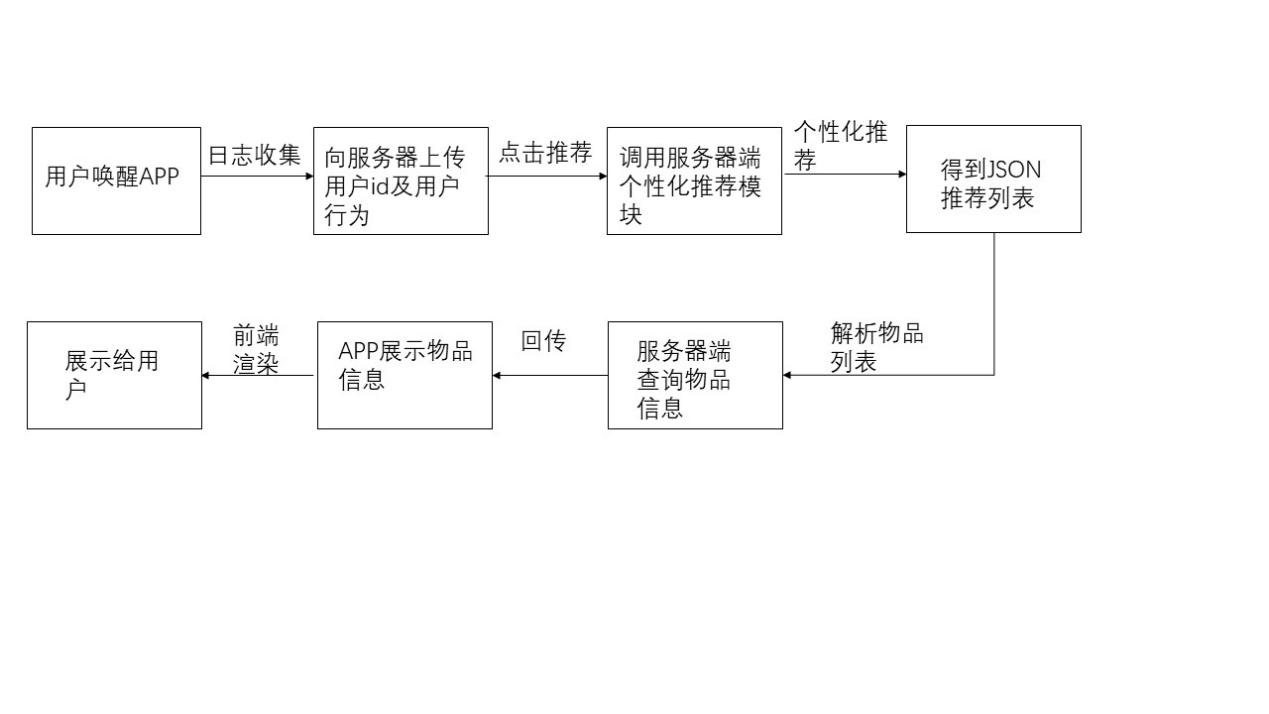 用户唤醒APP
日志收集
向服务器上传
用户id及用户
行为
点击推荐
调用服务器端
个性化推荐模
块
个性化推
荐
得到JSON
推荐列表
解析物品
列表
服务器端
查询物品
信息
回传
APP展示物品
信息
前端
渲染
展示给用
户